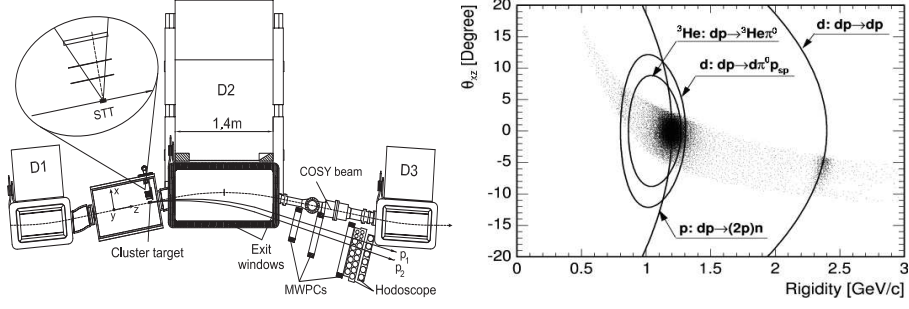 D2
STT
1.4m
D1
D3
COSY beam
x
y
z
Cluster target
Exit
windows
MWPCs
p1
p2
Hodoscope
θxz [Degree]
20
15
10
5
0
-5
-10
-15
-20
³He: dp→³Heπ⁰
d: dp→dp
d: dp→dπ⁰psp
p: dp→(2p)n
0 0.5 1 1.5 2 2.5 3
Rigidity [GeV/c]